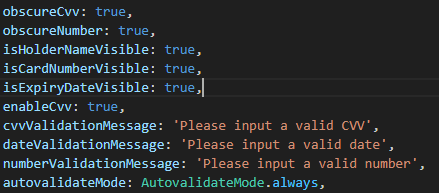 obscureCvv: true,
obscureNumber: true,
isHolderNameVisible: true,
isCardNumberVisible: true,
isExpiryDateVisible: true,
enableCvv: true,
cvvValidationMessage: 'Please input a valid CVV',
dateValidationMessage: 'Please input a valid date',
numberValidationMessage: 'Please input a valid number',
autovalidateMode: AutovalidateMode.always,